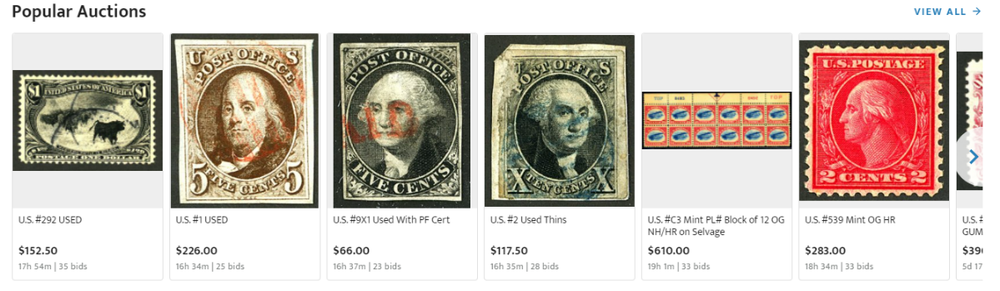 Popular Auctions
VIEW ALL →
$1 UNITED STATES OF AMERICA $1
POSTAGE ONE DOLLAR
U S
POST OFFICE
5 FIVE CENTS 5
POST OFFICE
FIVE CENTS
U S
POST OFFICE
X TEN CENTS X
TOP
TOP
U.S. POSTAGE
2 CENTS 2
U.S. #292 USED
$152.50
17h 54m | 35 bids
U.S. #1 USED
$226.00
16h 34m | 25 bids
U.S. #9X1 Used With PF Cert
$66.00
16h 37m | 23 bids
U.S. #2 Used Thins
$117.50
16h 35m | 28 bids
U.S. #C3 Mint PL# Block of 12 OG
NH/HR on Selvage
$610.00
19h 1m | 33 bids
U.S. #539 Mint OG HR
$283.00
18h 34m | 33 bids
U.S. #
GUM
$39
5d 17